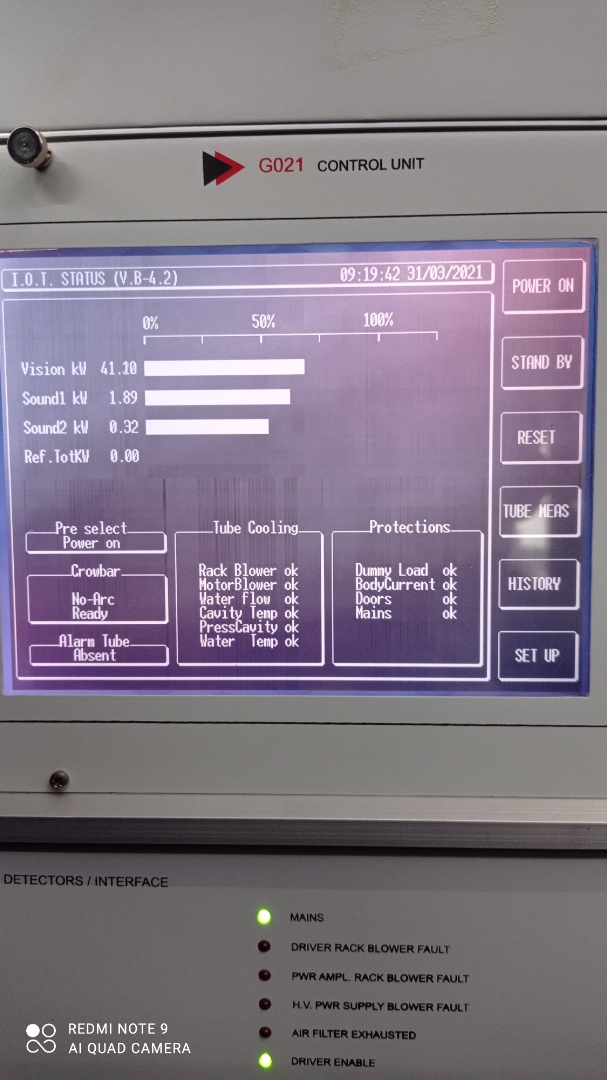 G021 CONTROL UNIT
I.O.T. STATUS (V.B-4.2) 09:19:42 31/03/2021
0% 50% 100%
Vision kW 41.10
Sound1 kW 1.89
Sound2 kW 0.32
Ref.TotKW 0.00
POWER ON
STAND BY
RESET
TUBE MEAS
HISTORY
SET UP
Pre select
Power on
Crowbar
No-Arc
Ready
Alarm Tube
Absent
Tube Cooling
Rack Blower ok
MotorBlower ok
Water flow ok
Cavity Temp ok
PressCavity ok
Water Temp ok
Protections
Dummy Load ok
BodyCurrent ok
Doors ok
Mains ok
DETECTORS / INTERFACE
MAINS
DRIVER RACK BLOWER FAULT
PWR AMPL. RACK BLOWER FAULT
H.V. PWR SUPPLY BLOWER FAULT
AIR FILTER EXHAUSTED
DRIVER ENABLE
REDMI NOTE 9
AI QUAD CAMERA